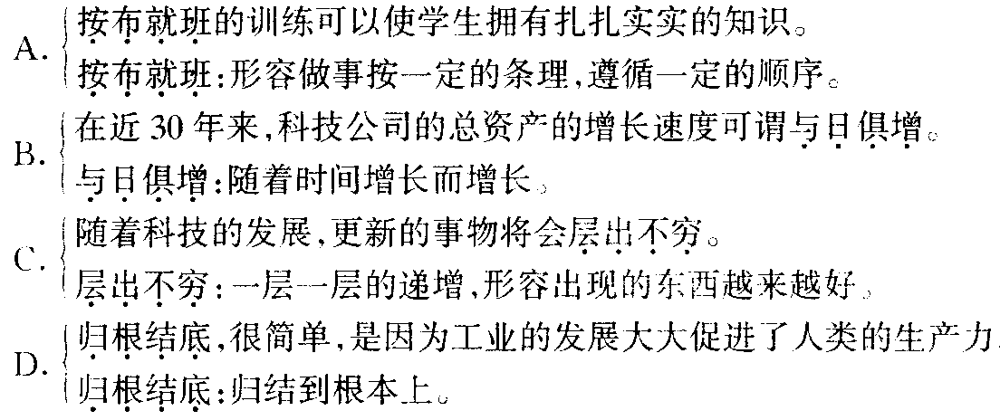 A. 按布就班的训练可以使学生拥有扎扎实实的知识。
按布就班:形容做事按一定的条理,遵循一定的顺序。
B. 在近 30 年来,科技公司的总资产的增长速度可谓与日俱增。
与日俱增:随着时间增长而增长。
C. 随着科技的发展,更新的事物将会层出不穷。
层出不穷:一层一层的递增,形容出现的东西越来越好。
D. 归根结底,很简单,是因为工业的发展大大促进了人类的生产力.
归根结底:归结到根本上。